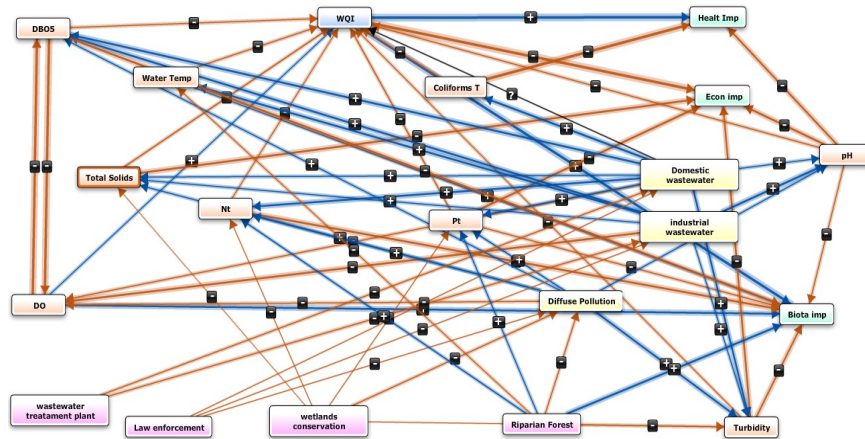 DBO5
WQI
Healt Imp
Water Temp
Coliforms T
Econ imp
?
Total Solids
Domestic
wastewater
pH
Nt
Pt
industrial
wastewater
DO
Diffuse Pollution
Biota imp
wastewater
treatament plant
Law enforcement
wetlands
conservation
Riparian Forest
Turbidity